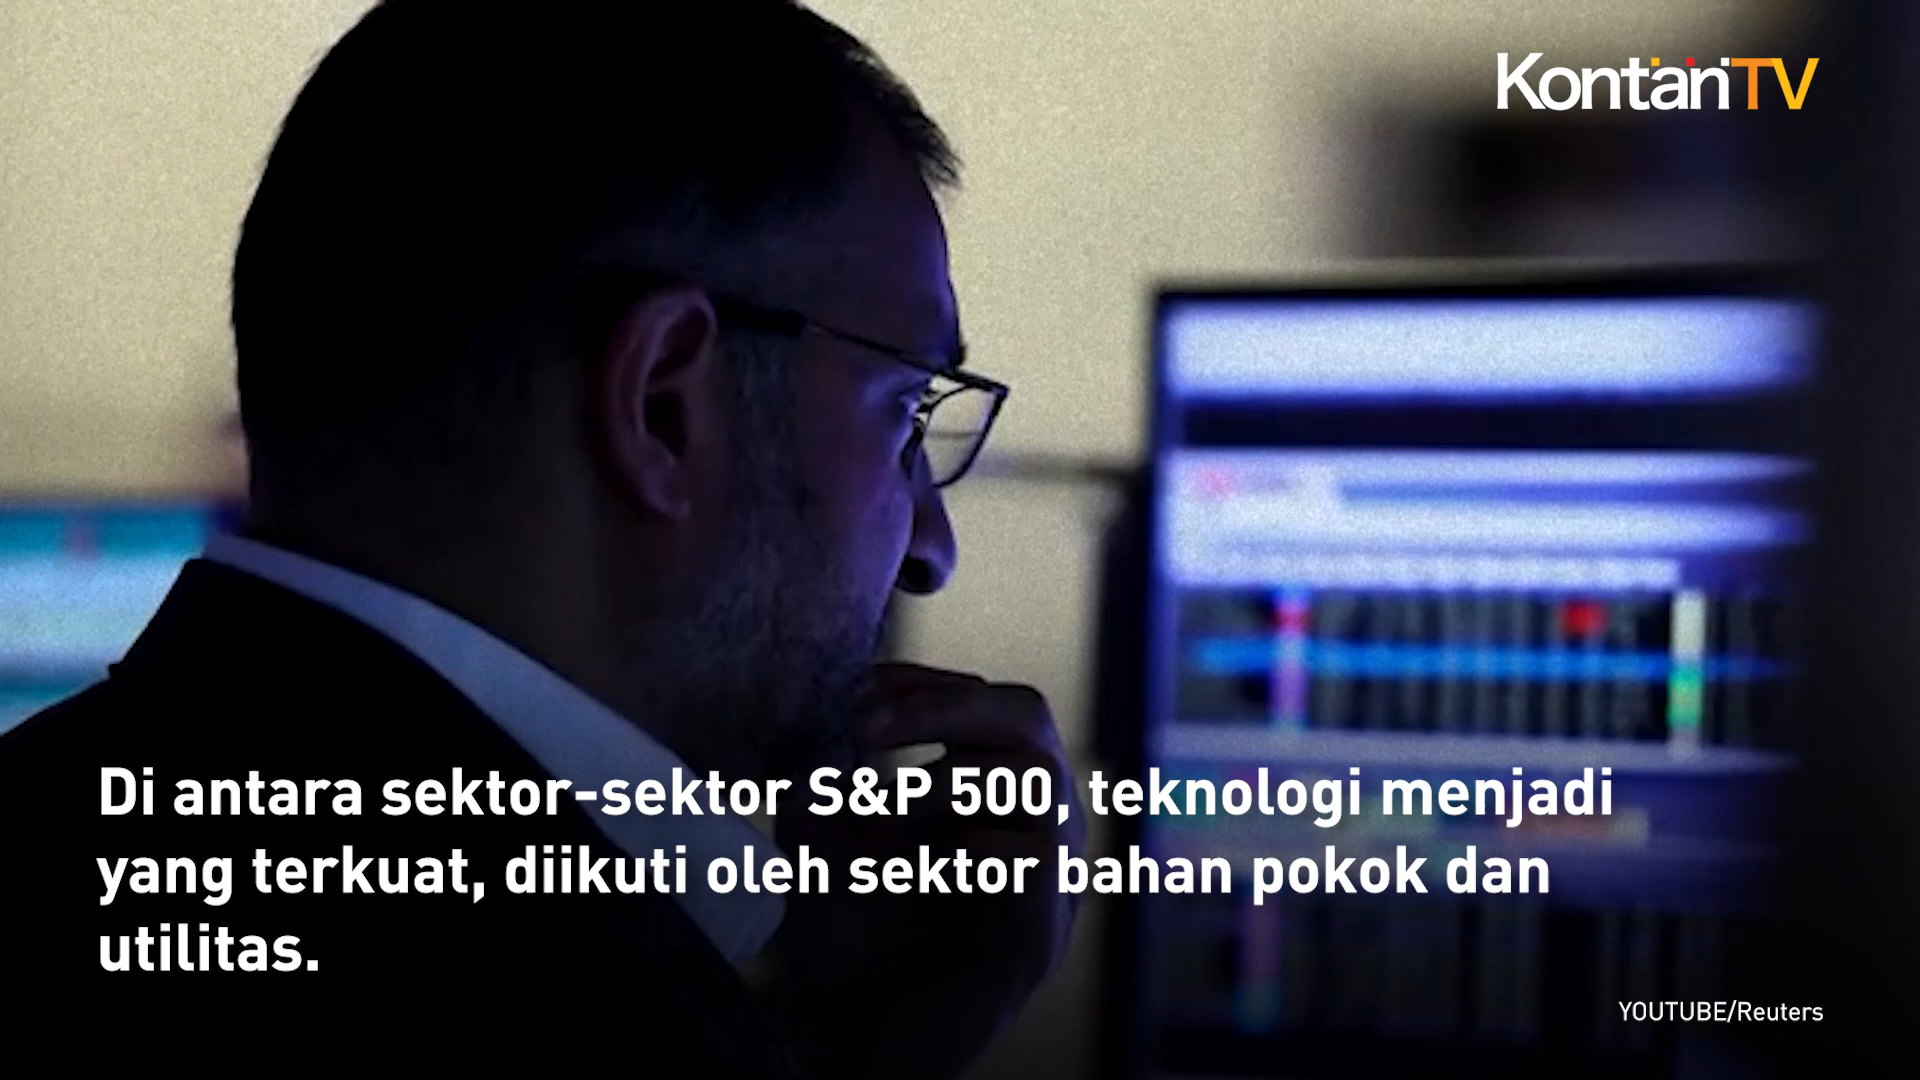 KontanTV
Di antara sektor-sektor S&P 500, teknologi menjadi
yang terkuat, diikuti oleh sektor bahan pokok dan
utilitas.
YOUTUBE/Reuters